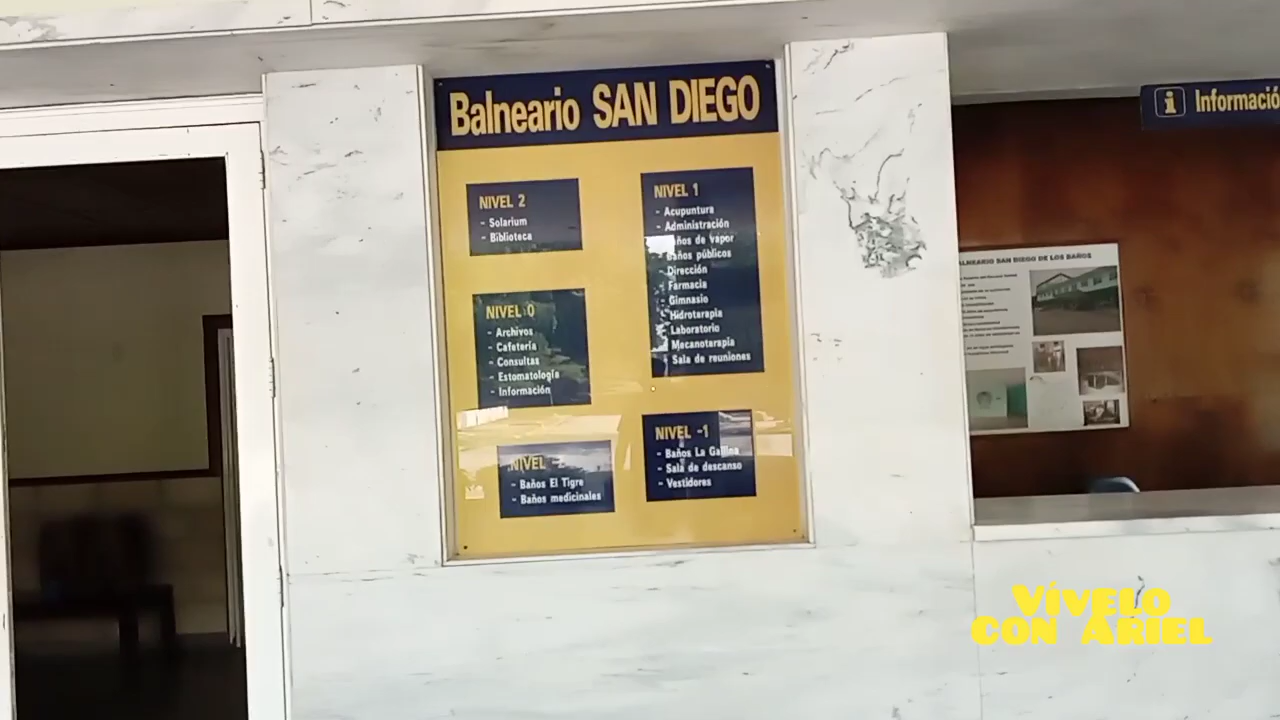 Balneario SAN DIEGO
NIVEL 2
- Solarium
- Biblioteca
NIVEL 1
- Acupuntura
- Administración
Baños de vapor
Baños públicos
- Dirección
- Farmacia
- Gimnasio
- Hidroterapia
- Laboratorio
- Mecanoterapia
- Sala de reuniones
NIVEL 0
- Archivos
- Cafetería
- Consultas
- Estomatología
- Información
NIVEL -1
- Baños La Gallina
- Sala de descanso
- Vestidores
NIVEL
- Baños El Tigre
- Baños medicinales
i Informació
BALNEARIO SAN DIEGO DE LOS BAÑOS
VÍVELO
CON ARIEL